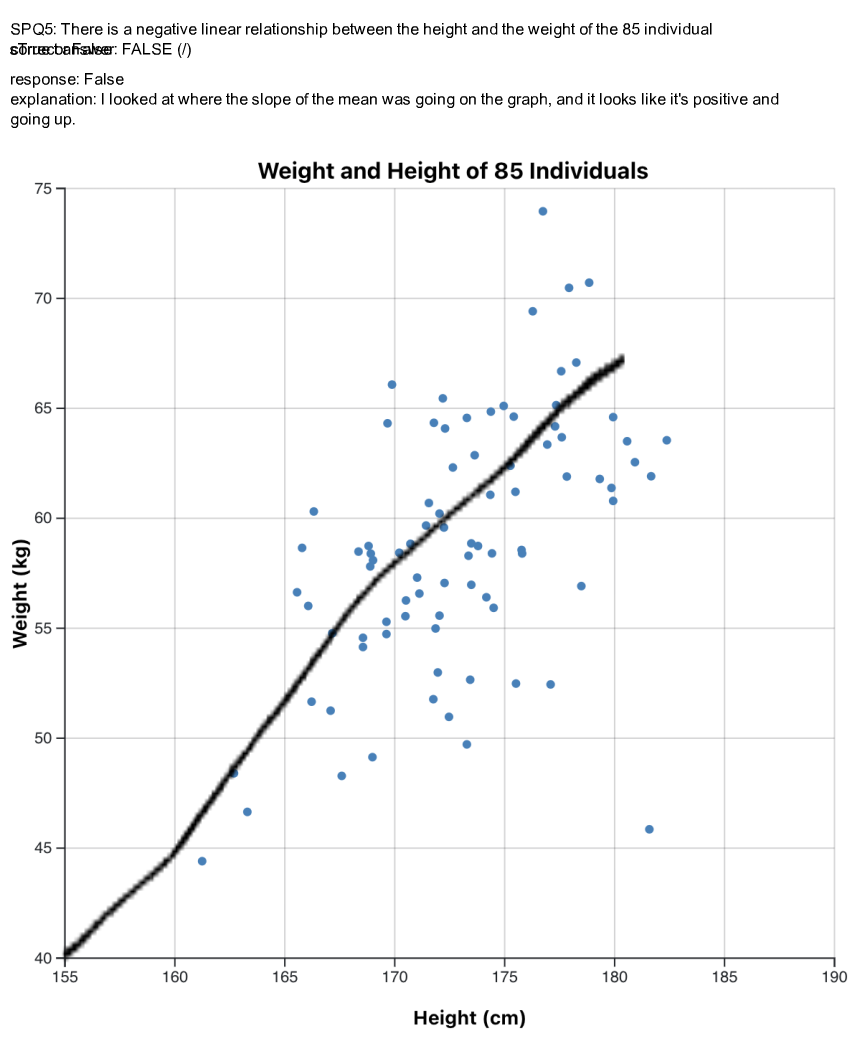 SPQ5: There is a negative linear relationship between the height and the weight of the 85 individual
correct answer: FALSE (/)
response: False
explanation: I looked at where the slope of the mean was going on the graph, and it looks like it's positive and
going up.
Weight and Height of 85 Individuals
75
70
65
60
55
50
45
40
Weight (kg)
155 160 165 170 175 180 185 190
Height (cm)